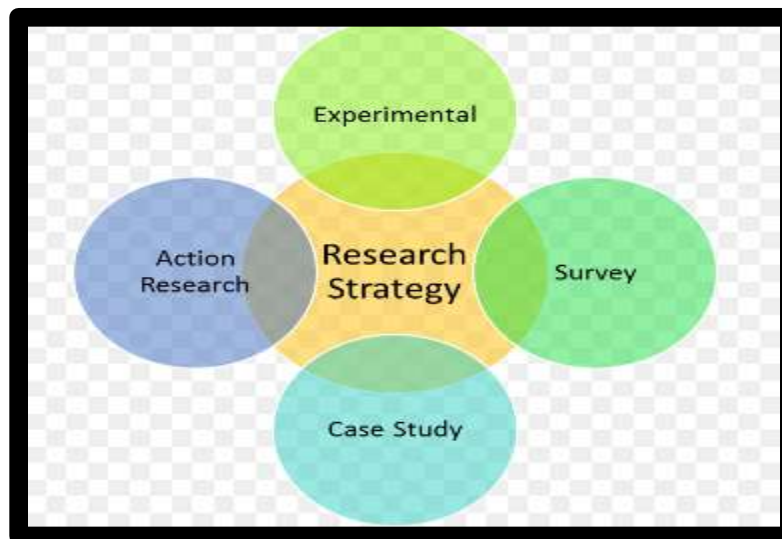 Experimental
Action
Research
Research
Strategy
Survey
Case Study